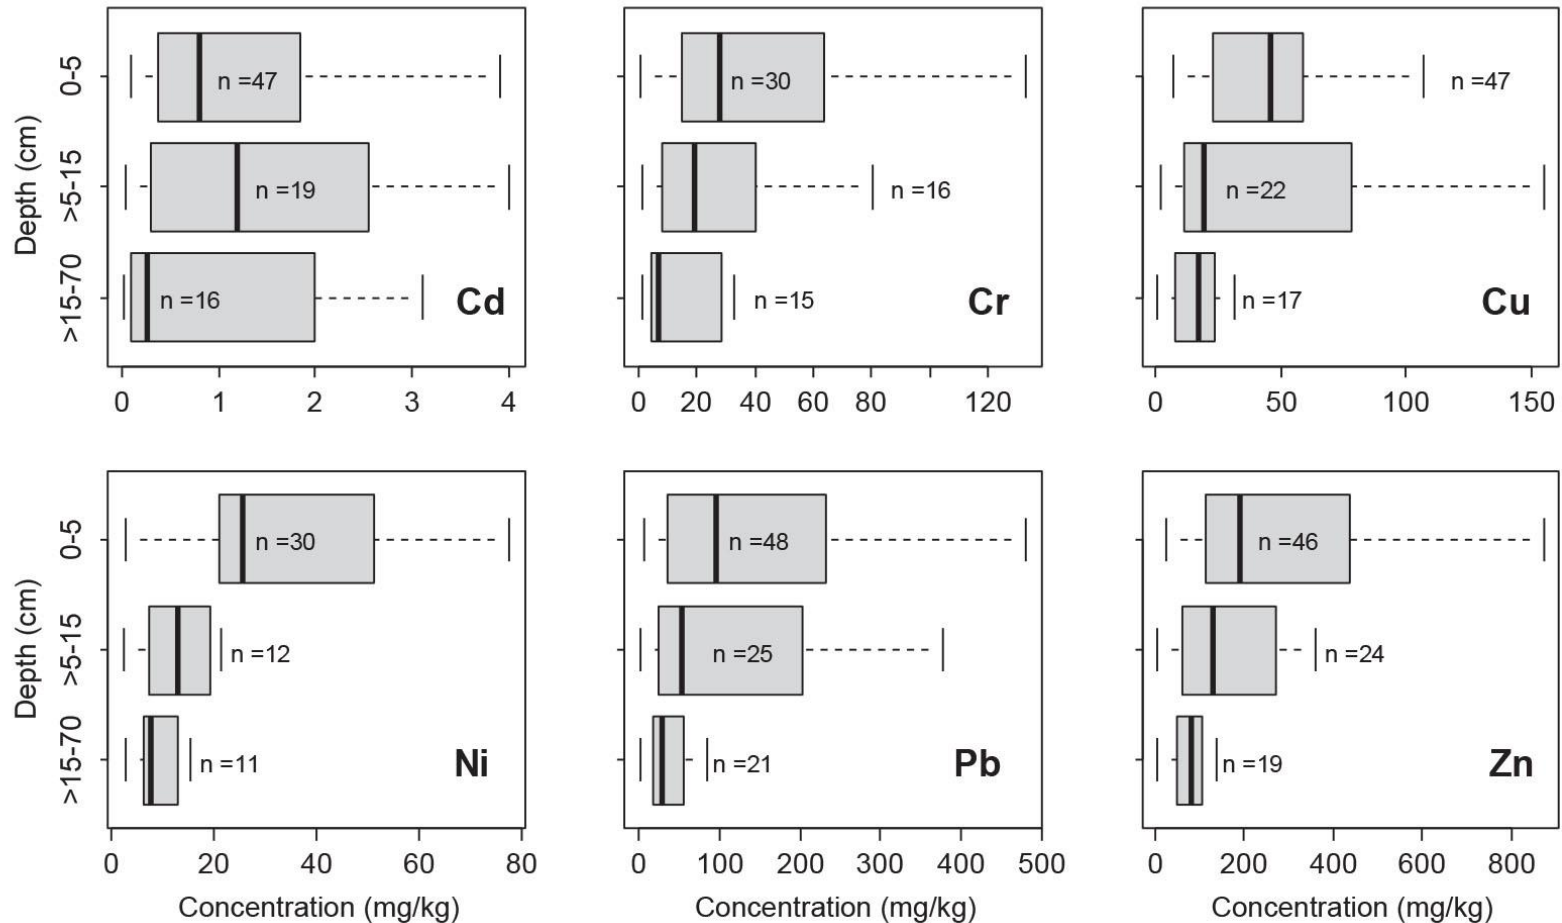 Depth (cm)
0-5
>5-15
>15-70
n =47
n =19
n =16
Cd
0 1 2 3 4
n =30
n =16
n =15
Cr
0 20 40 60 80 120
n =47
n =22
n =17
Cu
0 50 100 150
Depth (cm)
0-5
>5-15
>15-70
n =30
n =12
n =11
Ni
0 20 40 60 80
Concentration (mg/kg)
n =48
n =25
n =21
Pb
0 100 200 300 400 500
Concentration (mg/kg)
n =46
n =24
n =19
Zn
0 200 400 600 800
Concentration (mg/kg)